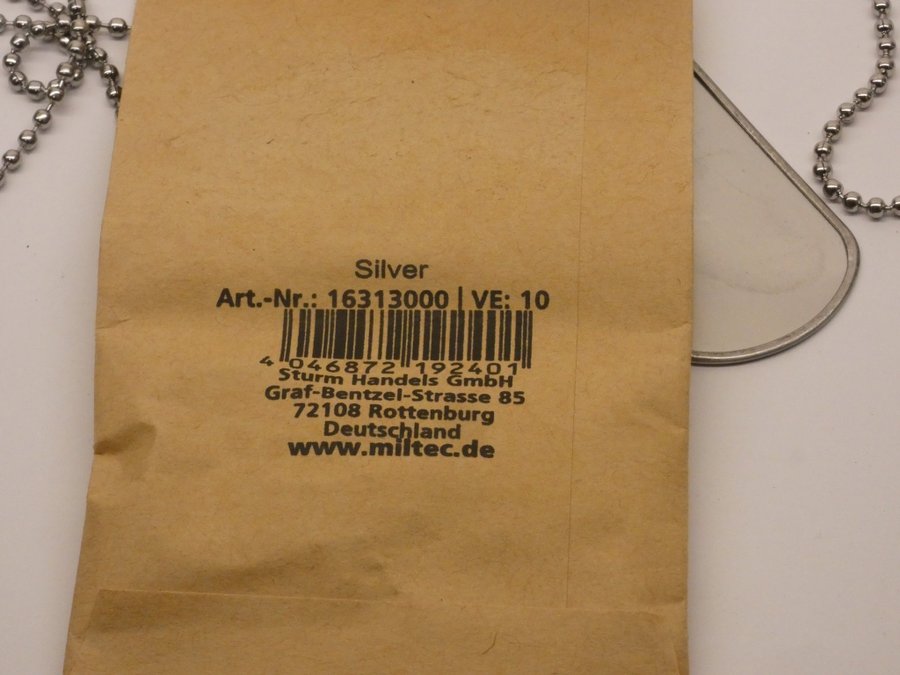 Silver
Art.-Nr.: 16313000 | VE: 10
4 046872 192401
Sturm Handels GmbH
Graf-Bentzel-Strasse 85
72108 Rottenburg
Deutschland
www.miltec.de